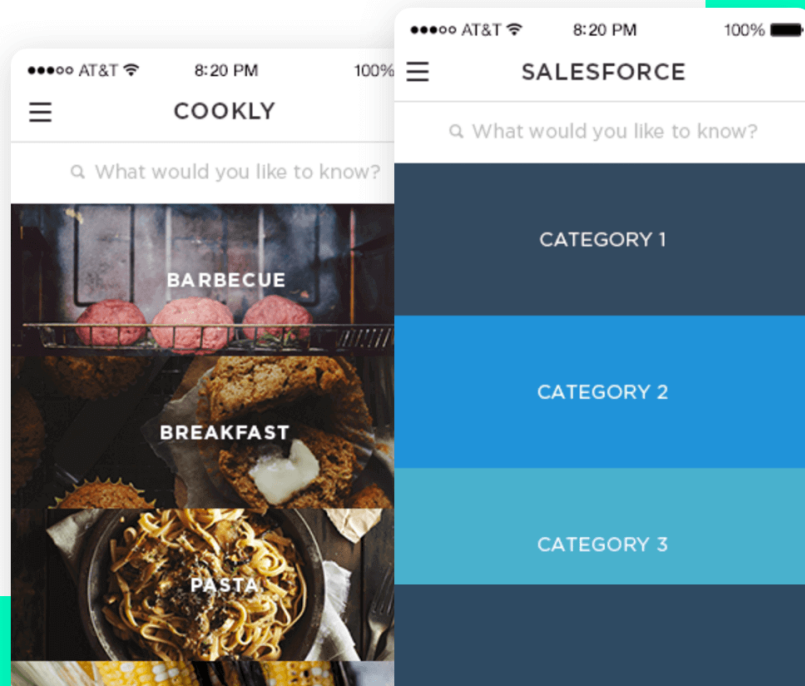 AT&T 8:20 PM 100%
COOKLY
What would you like to know?
BARBECUE
BREAKFAST
PASTA
AT&T 8:20 PM 100%
SALESFORCE
What would you like to know?
CATEGORY 1
CATEGORY 2
CATEGORY 3